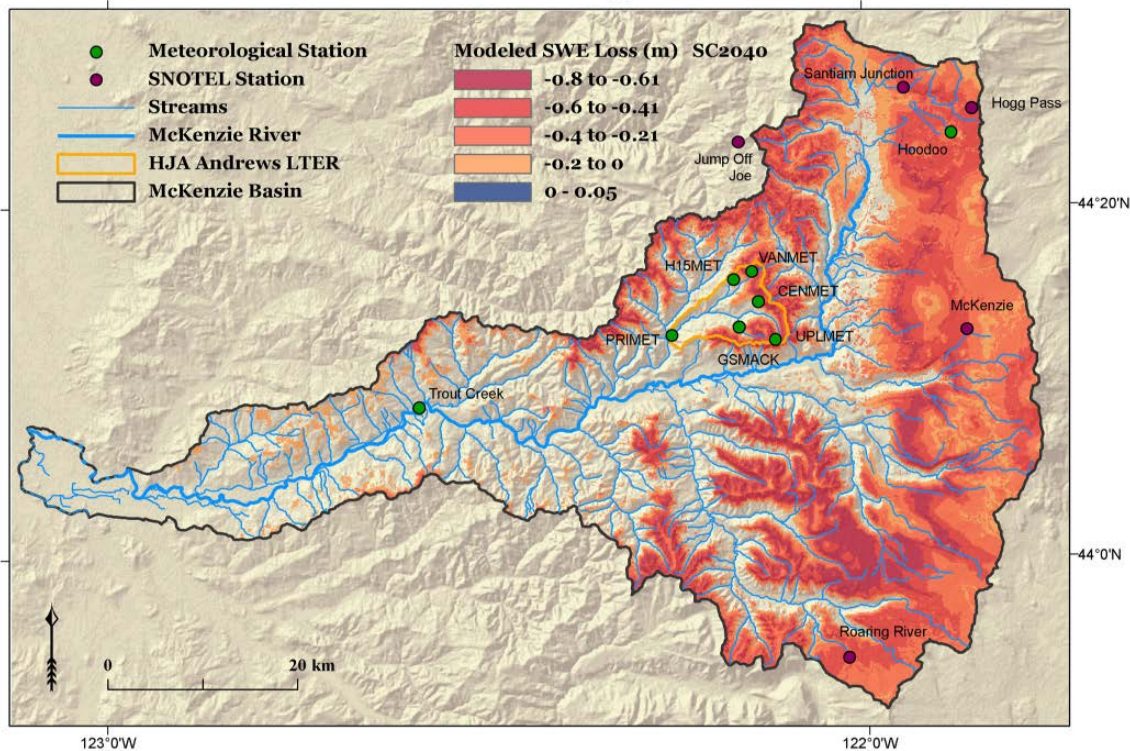 Meteorological Station
SNOTEL Station
Streams
McKenzie River
HJA Andrews LTER
McKenzie Basin
Modeled SWE Loss (m) SC2040
-0.8 to -0.61
-0.6 to -0.41
-0.4 to -0.21
-0.2 to 0
0 - 0.05
Santiam Junction
Hogg Pass
Hoodoo
Jump Off
Joe
44°20'N
VANMET
H15MET
CENMET
McKenzie
PRIMET
UPLMET
GSMACK
Trout Creek
44°0'N
Roaring River
0 20 km
123°0'W
122°0'W